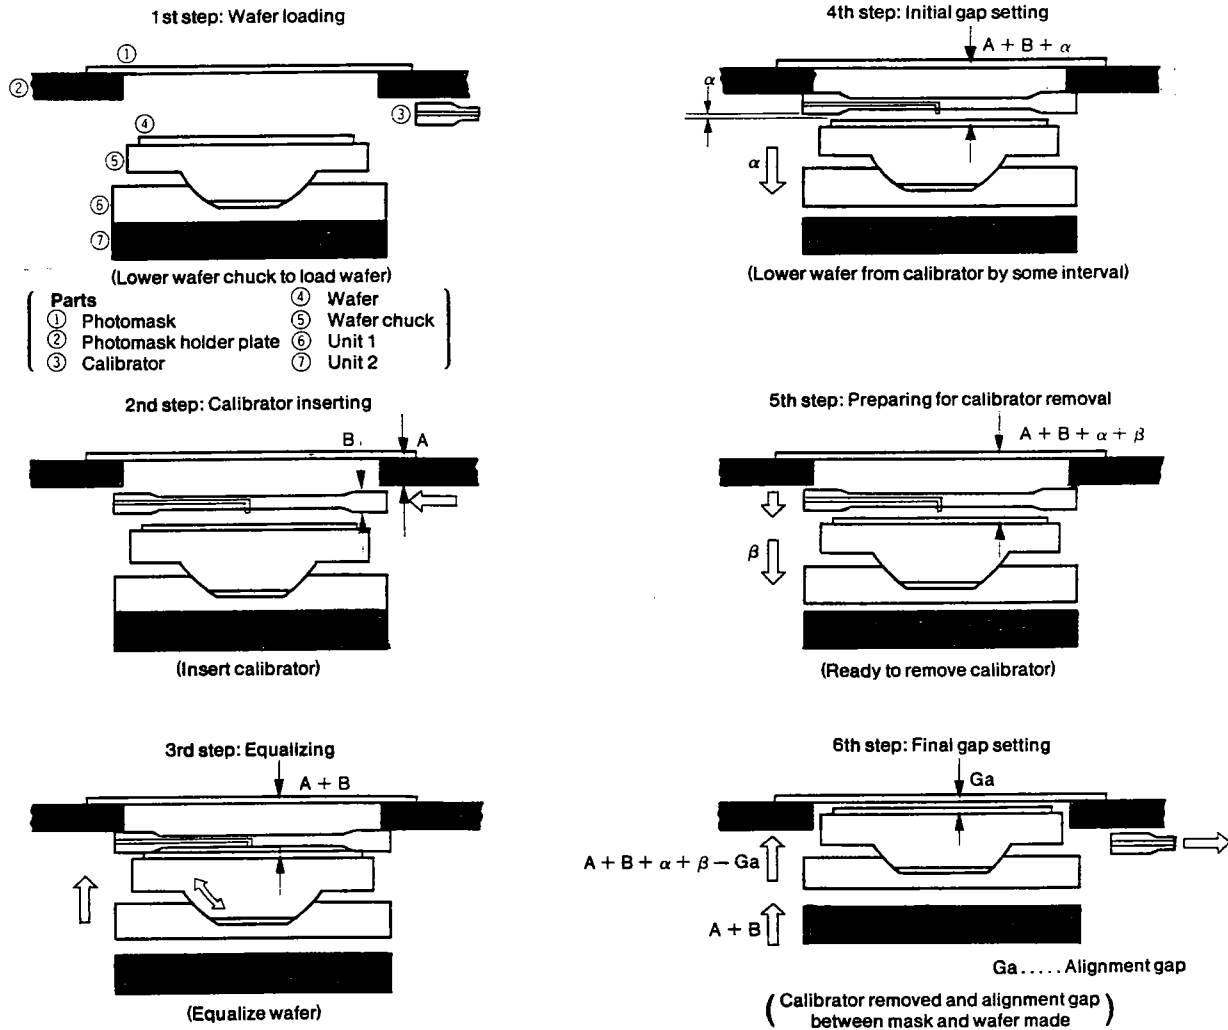 1st step: Wafer loading
①
②
③
④
⑤
⑥
⑦
(Lower wafer chuck to load wafer)
Parts
① Photomask
② Photomask holder plate
③ Calibrator
④ Wafer
⑤ Wafer chuck
⑥ Unit 1
⑦ Unit 2
2nd step: Calibrator inserting
B
A
(Insert calibrator)
3rd step: Equalizing
A + B
(Equalize wafer)
4th step: Initial gap setting
A + B + α
α
α
(Lower wafer from calibrator by some interval)
5th step: Preparing for calibrator removal
A + B + α + β
β
(Ready to remove calibrator)
6th step: Final gap setting
Ga
A + B + α + β – Ga
A + B
Ga ..... Alignment gap
(Calibrator removed and alignment gap
between mask and wafer made)